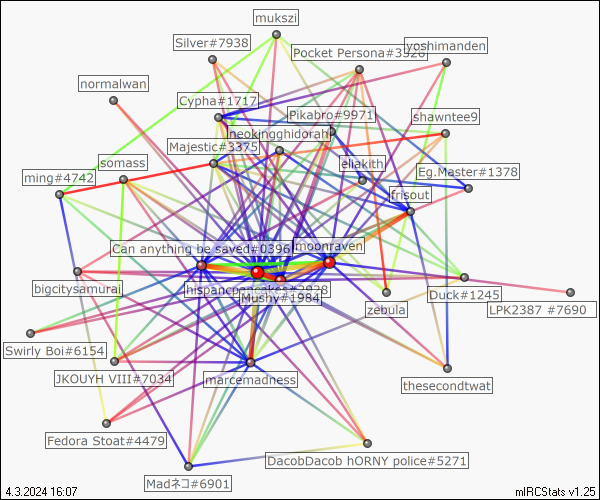 mukszi
Silver#7938
yoshimanden
Pocket Persona#3326
normalwan
Cypha#1717
Pikabro#9971
shawntee9
neokingghidorah
Majestic#3375
somass
eliakith
ming#4742
Eg.Master#1378
frisout
Can anything be saved#0396
moonraven
bigcitysamurai
Mushy#1984
Duck#1245
zebula
LPK2387 #7690
Swirly Boi#6154
JKOUYH VIII#7034
marcemadness
thesecondtwat
Fedora Stoat#4479
DacobDacob hORNY police#5271
Madネコ#6901
4.3.2024 16:07
mIRCStats v1.25